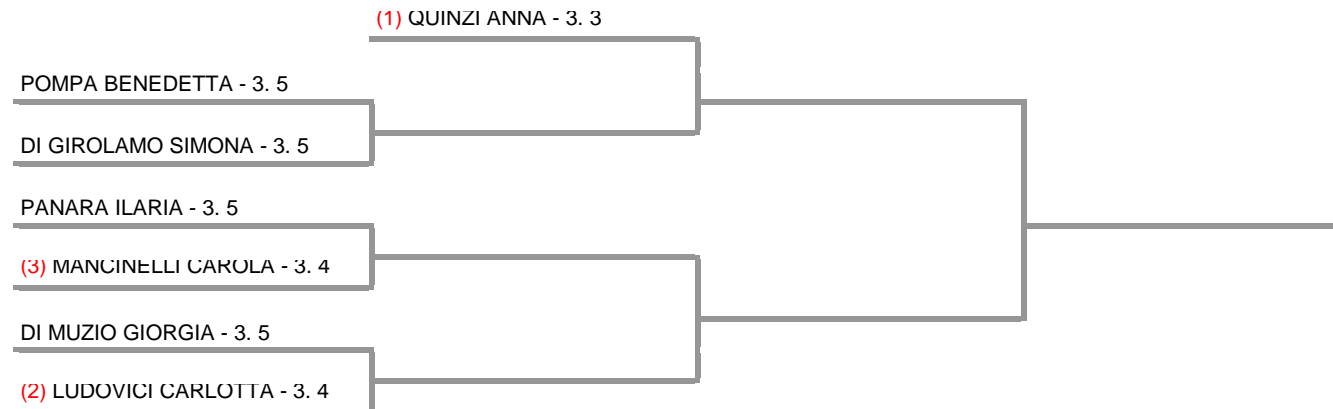 (1) QUINZI ANNA - 3. 3
POMPA BENEDETTA - 3. 5
DI GIROLAMO SIMONA - 3. 5
PANARA ILARIA - 3. 5
(3) MANCINELLI CAROLA - 3. 4
DI MUZIO GIORGIA - 3. 5
(2) LUDOVICI CARLOTTA - 3. 4